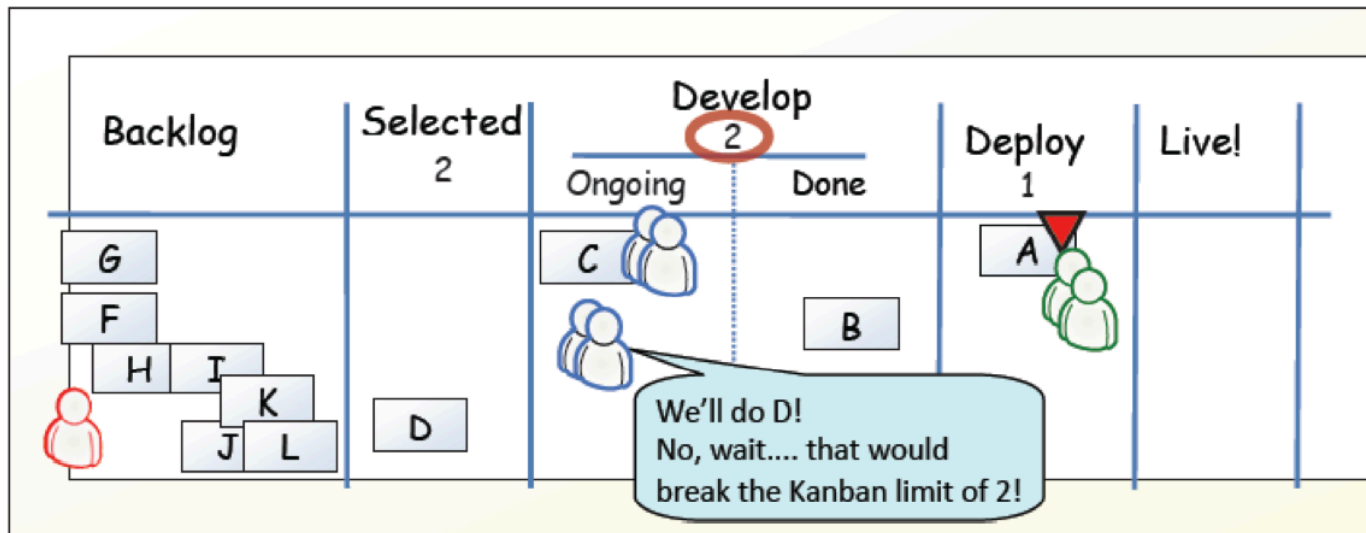 Backlog
Selected
2
Develop
2
Ongoing
Done
Deploy
1
Live!
G
F
H
I
K
J
L
D
C
B
A
We'll do D!
No, wait.... that would
break the Kanban limit of 2!